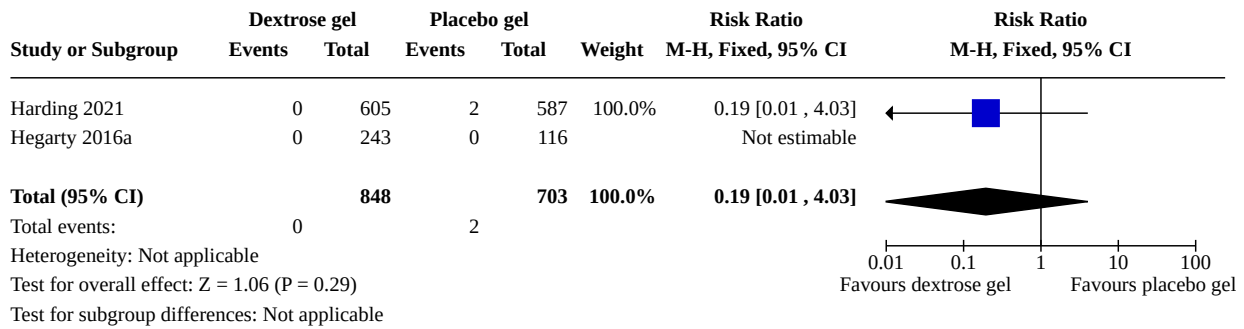 Dextrose gel Placebo gel Risk Ratio Risk Ratio
Study or Subgroup Events Total Events Total Weight M-H, Fixed, 95% CI M-H, Fixed, 95% CI
Harding 2021 0 605 2 587 100.0% 0.19 [0.01 , 4.03]
Hegarty 2016a 0 243 0 116 Not estimable
Total (95% CI) 848 703 100.0% 0.19 [0.01 , 4.03]
Total events: 0 2
Heterogeneity: Not applicable
0.01 0.1 1 10 100
Test for overall effect: Z = 1.06 (P = 0.29) Favours dextrose gel Favours placebo gel
Test for subgroup differences: Not applicable